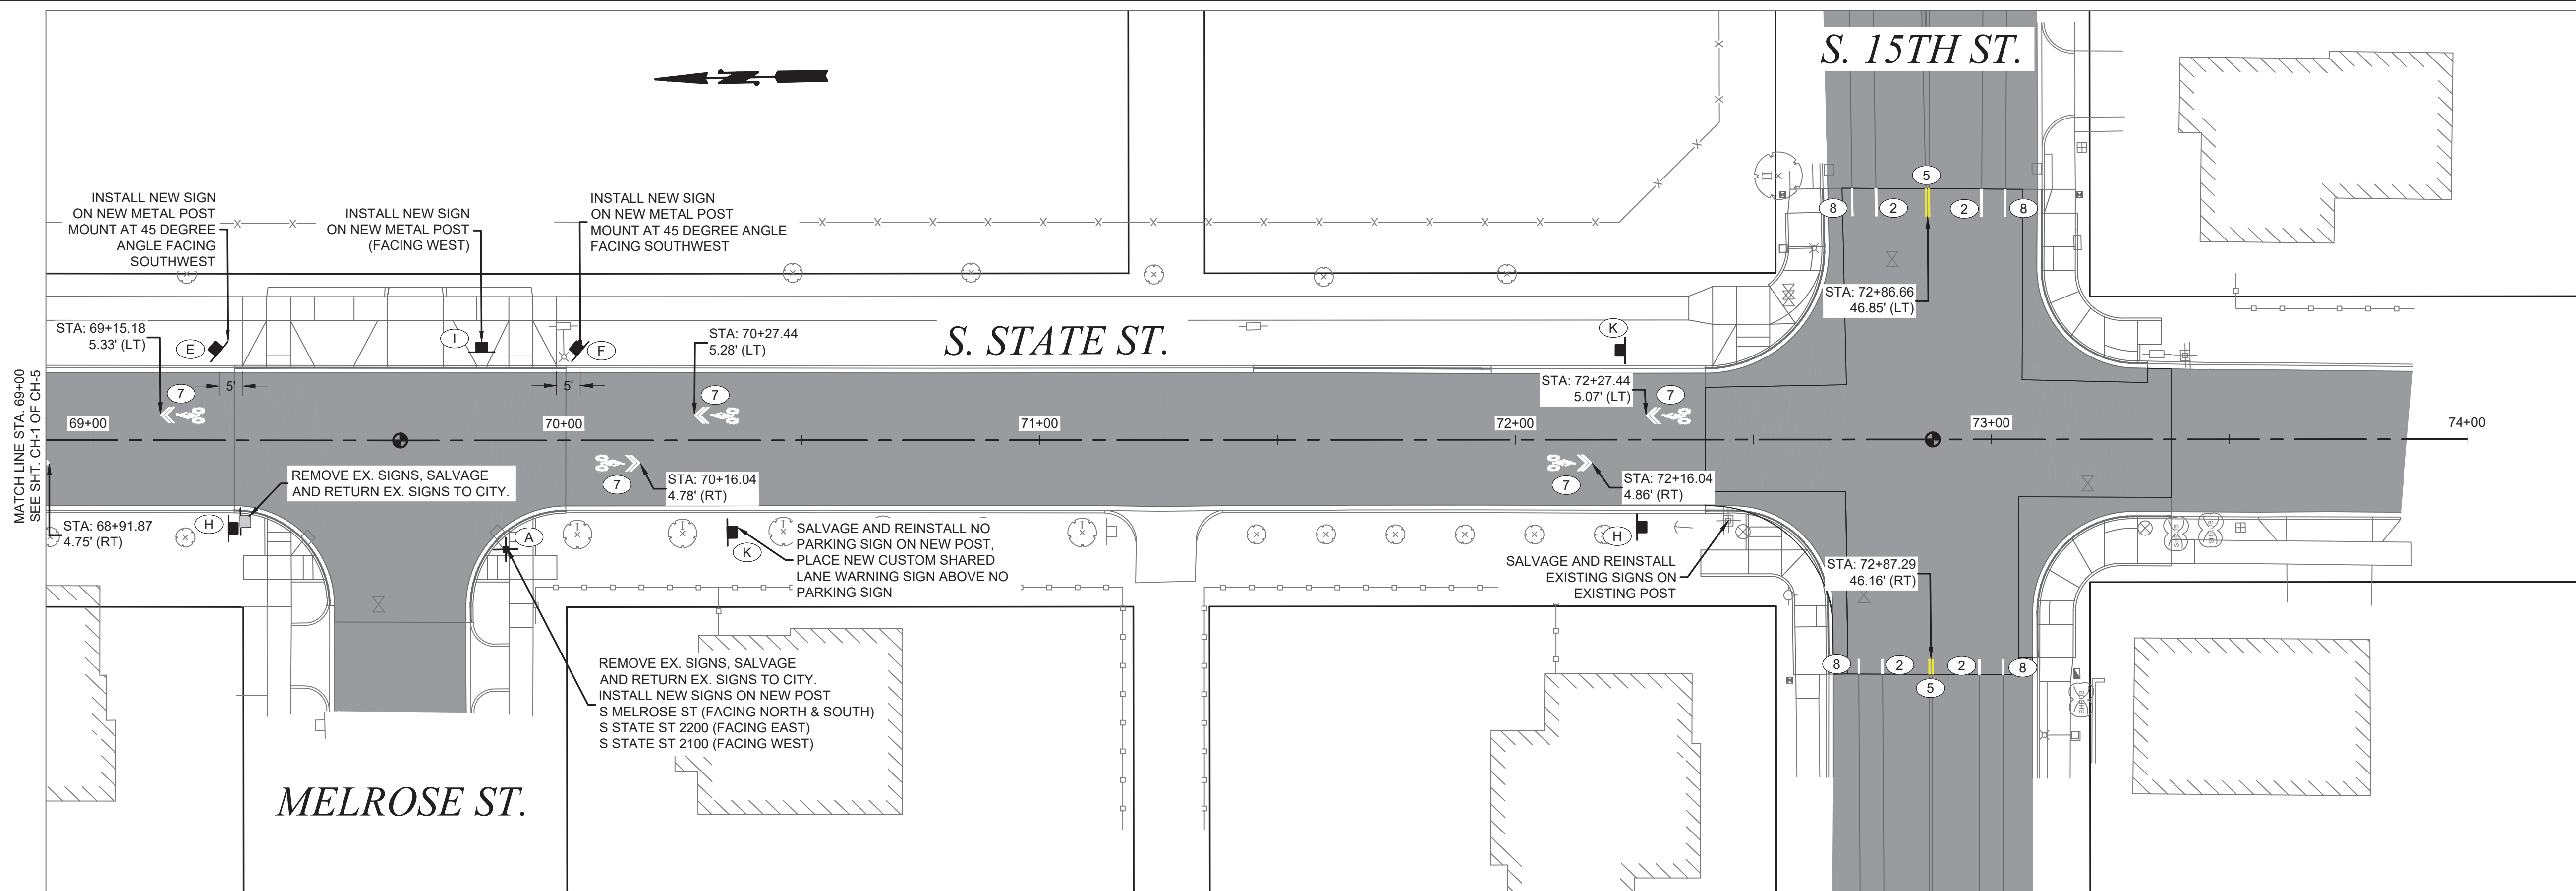 S. 15TH ST.
INSTALL NEW SIGN
ON NEW METAL POST
MOUNT AT 45 DEGREE
ANGLE FACING
SOUTHWEST
INSTALL NEW SIGN
ON NEW METAL POST
(FACING WEST)
INSTALL NEW SIGN
ON NEW METAL POST
MOUNT AT 45 DEGREE ANGLE
FACING SOUTHWEST
5
8
2
2
8
STA: 72+86.66
46.85' (LT)
STA: 69+15.18
5.33' (LT)
E
I
F
STA: 70+27.44
5.28' (LT)
S. STATE ST.
K
5'
5'
7
7
STA: 72+27.44
5.07' (LT)
7
MATCH LINE STA. 69+00
SEE SHT. CH-1 OF CH-5
69+00
70+00
71+00
72+00
73+00
74+00
REMOVE EX. SIGNS, SALVAGE
AND RETURN EX. SIGNS TO CITY.
7
STA: 70+16.04
4.78' (RT)
7
STA: 72+16.04
4.86' (RT)
STA: 68+91.87
4.75' (RT)
H
A
K
SALVAGE AND REINSTALL NO
PARKING SIGN ON NEW POST,
PLACE NEW CUSTOM SHARED
LANE WARNING SIGN ABOVE NO
PARKING SIGN
H
SALVAGE AND REINSTALL
EXISTING SIGNS ON
EXISTING POST
SHRUB
SHRUB
STA: 72+87.29
46.16' (RT)
8
2
2
8
5
SHRUB
REMOVE EX. SIGNS, SALVAGE
AND RETURN EX. SIGNS TO CITY.
INSTALL NEW SIGNS ON NEW POST
S MELROSE ST (FACING NORTH & SOUTH)
S STATE ST 2200 (FACING EAST)
S STATE ST 2100 (FACING WEST)
MELROSE ST.